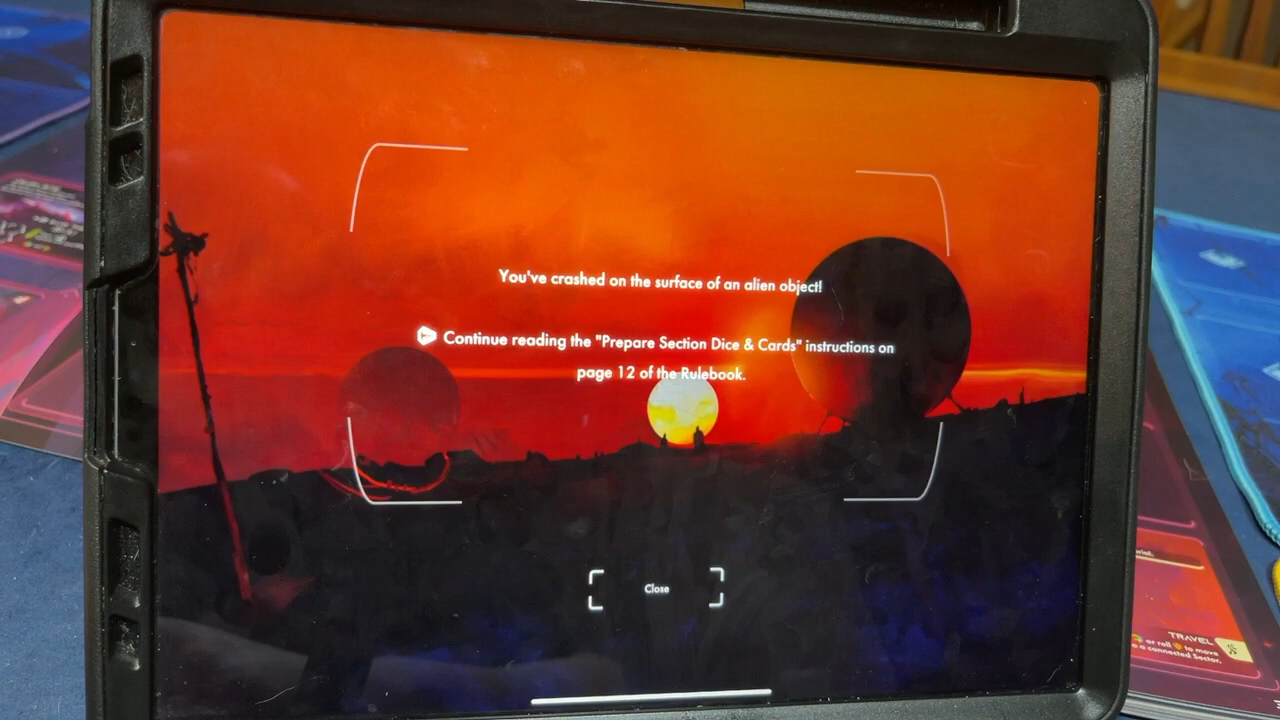 You've crashed on the surface of an alien object!
Continue reading the "Prepare Section Dice & Cards" instructions on
page 12 of the Rulebook.
Close
TRAVEL
or roll to move
a connected Sector.